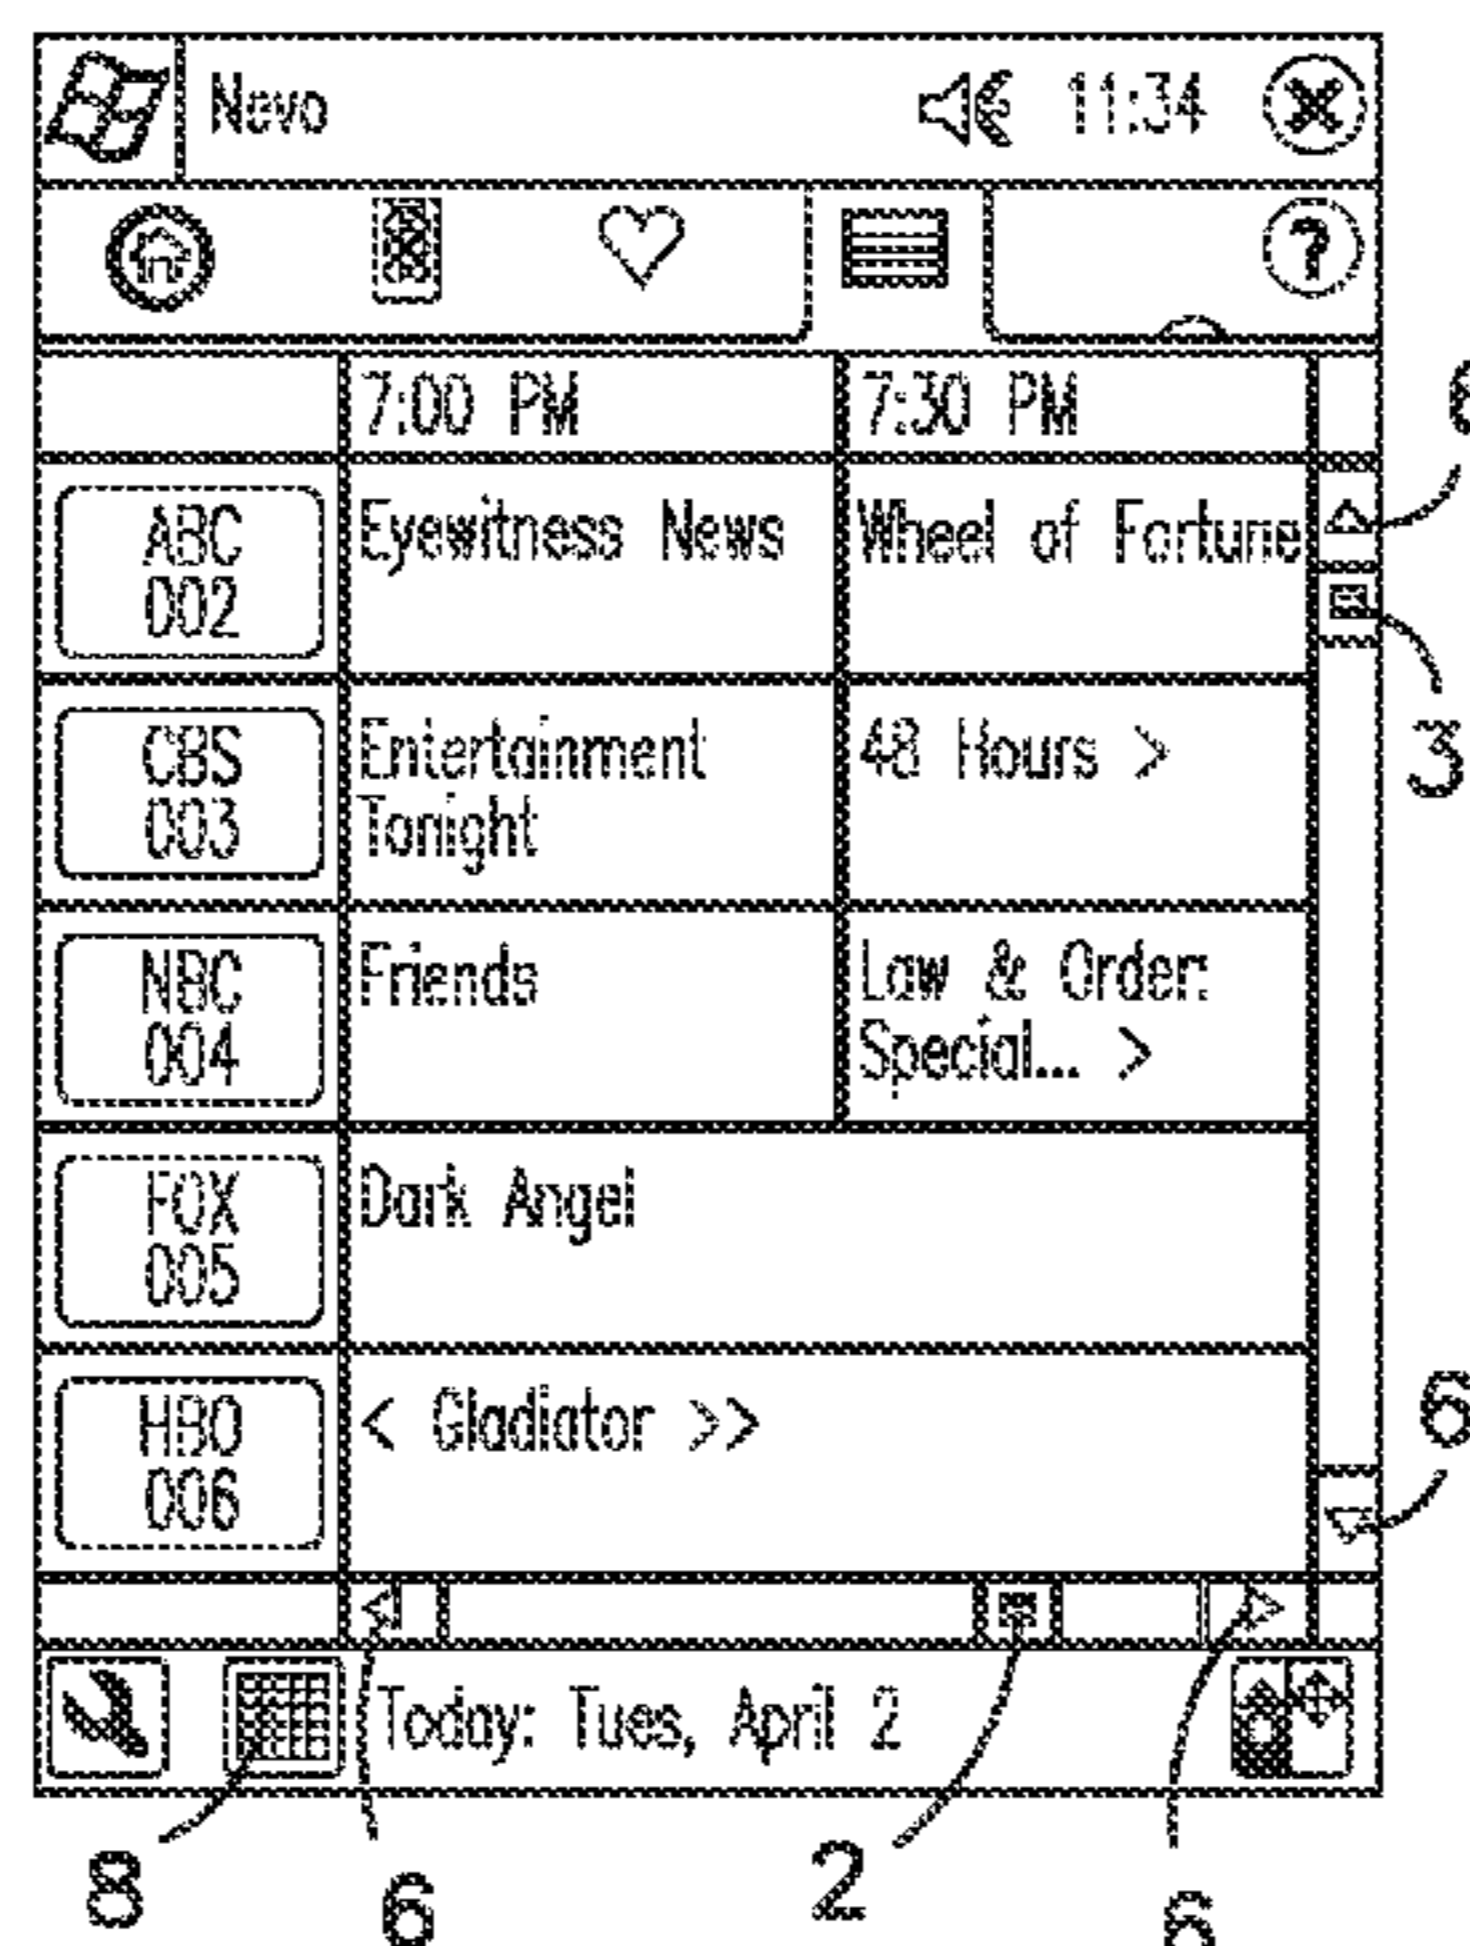 Nevo 11:34
?
7:00 PM 7:30 PM
6
ABC Eyewitness News Wheel of Fortune
002
3
CBS Entertainment 48 Hours >
003 Tonight
NBC Friends Law & Order:
004 Special... >
FOX Dark Angel
005
6
HBO < Gladiator >>
006
Today: Tues, April 2
8 6 2 6